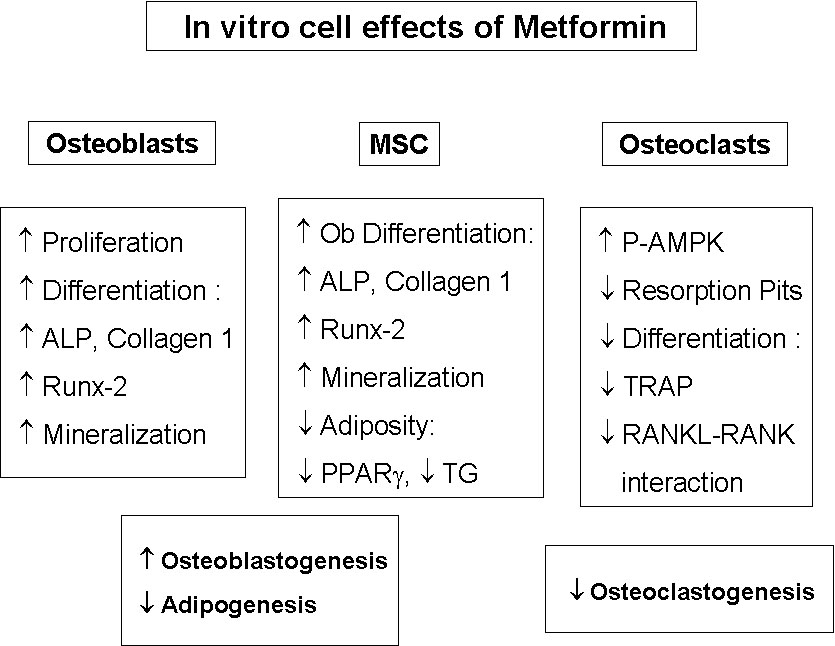 In vitro cell effects of Metformin
Osteoblasts
↑ Proliferation
↑ Differentiation :
↑ ALP, Collagen 1
↑ Runx-2
↑ Mineralization
MSC
↑ Ob Differentiation:
↑ ALP, Collagen 1
↑ Runx-2
↑ Mineralization
↓ Adiposity:
↓ PPARγ, ↓ TG
Osteoclasts
↑ P-AMPK
↓ Resorption Pits
↓ Differentiation :
↓ TRAP
↓ RANKL-RANK
interaction
↑ Osteoblastogenesis
↓ Adipogenesis
↓ Osteoclastogenesis